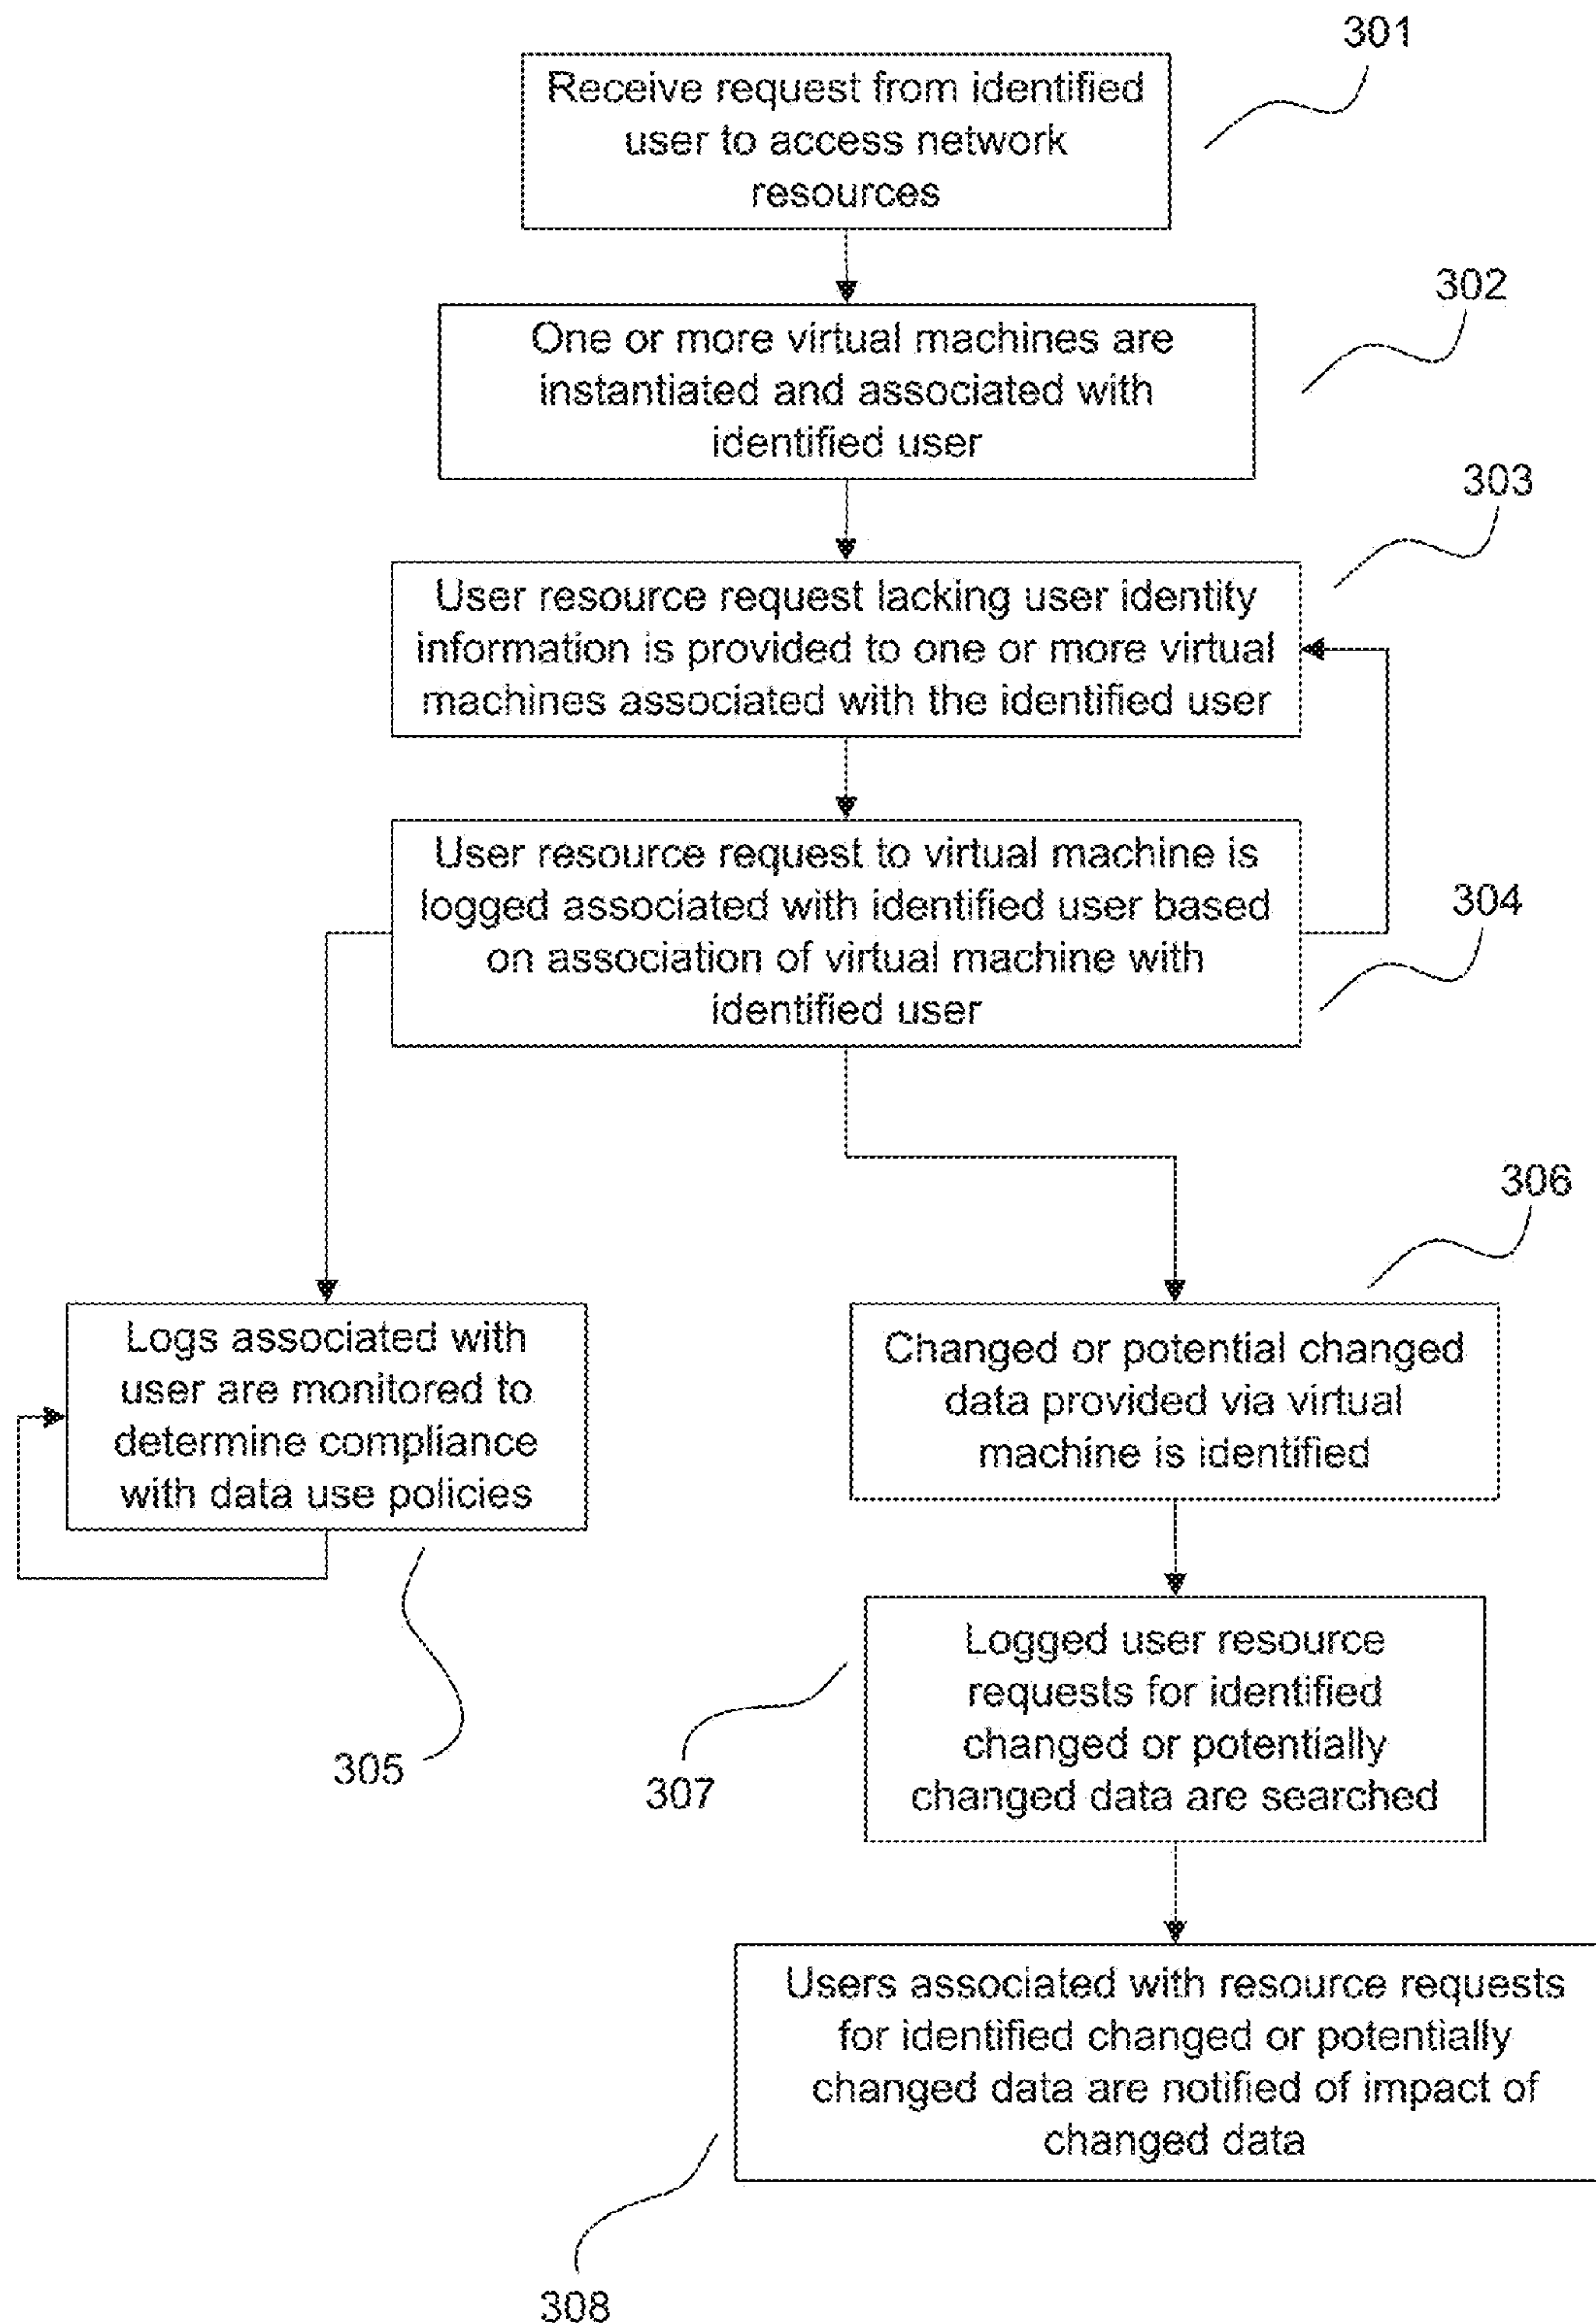 301
Receive request from identified
user to access network
resources
302
One or more virtual machines are
instantiated and associated with
identified user
303
User resource request lacking user identity
information is provided to one or more virtual
machines associated with the identified user
User resource request to virtual machine is
logged associated with identified user based
on association of virtual machine with
identified user
304
306
Logs associated with
user are monitored to
determine compliance
with data use policies
305
Changed or potential changed
data provided via virtual
machine is identified
Logged user resource
requests for identified
changed or potentially
changed data are searched
307
Users associated with resource requests
for identified changed or potentially
changed data are notified of impact of
changed data
308